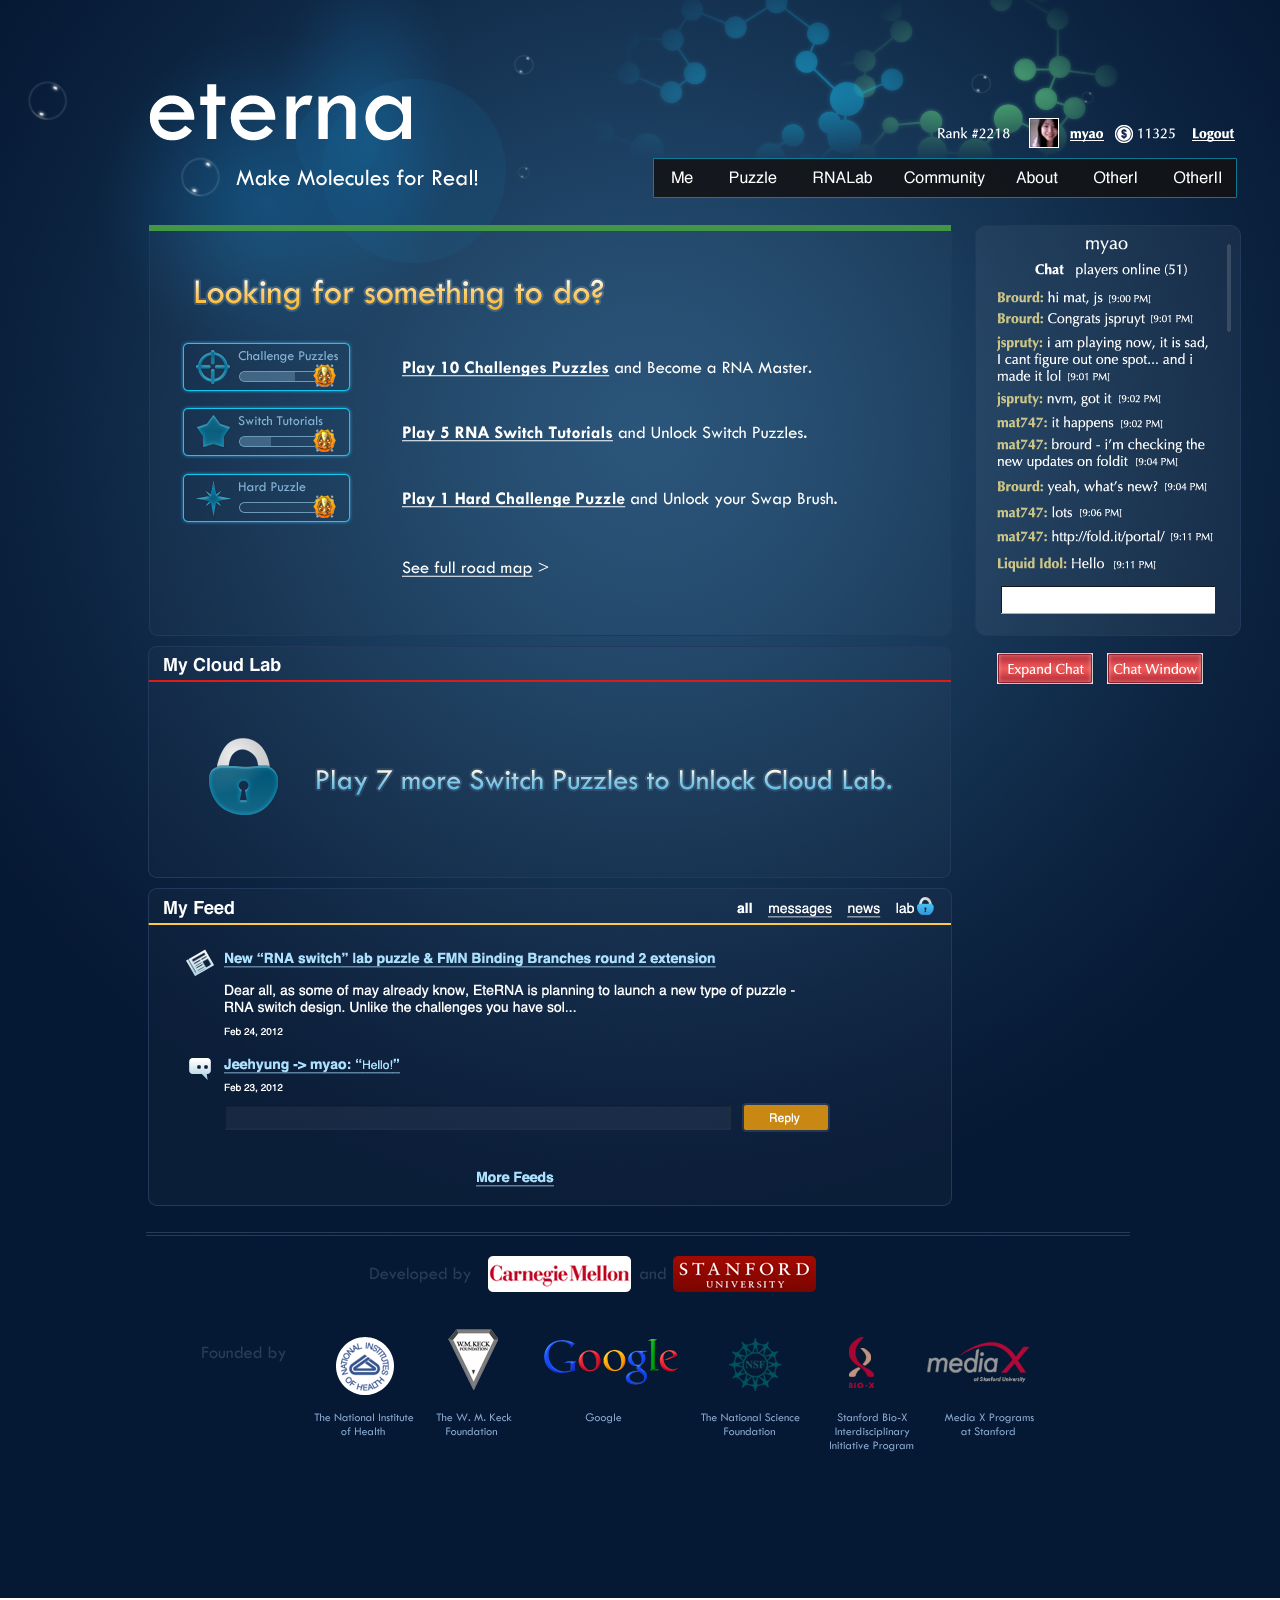 eterna
Make Molecules for Real!
Rank #2218 myao $ 11325 Logout
Me Puzzle RNALab Community About OtherI OtherII
Looking for something to do?
Challenge Puzzles
Play 10 Challenges Puzzles and Become a RNA Master.
Switch Tutorials
Play 5 RNA Switch Tutorials and Unlock Switch Puzzles.
Hard Puzzle
Play 1 Hard Challenge Puzzle and Unlock your Swap Brush.
See full road map >
myao
Chat players online (51)
Brourd: hi mat, js [9:00 PM]
Brourd: Congrats jspruyt [9:01 PM]
jspruty: i am playing now, it is sad,
I cant figure out one spot... and i
made it lol [9:01 PM]
jspruty: nvm, got it [9:02 PM]
mat747: it happens [9:02 PM]
mat747: brourd - i'm checking the
new updates on foldit [9:04 PM]
Brourd: yeah, what's new? [9:04 PM]
mat747: lots [9:06 PM]
mat747: http://fold.it/portal/ [9:11 PM]
Liquid Idol: Hello [9:11 PM]
Expand Chat Chat Window
My Cloud Lab
Play 7 more Switch Puzzles to Unlock Cloud Lab.
My Feed all messages news lab
New “RNA switch” lab puzzle & FMN Binding Branches round 2 extension
Dear all, as some of may already know, EteRNA is planning to launch a new type of puzzle -
RNA switch design. Unlike the challenges you have sol...
Feb 24, 2012
Jeehyung -> myao: “Hello!”
Feb 23, 2012
Reply
More Feeds
Developed by Carnegie Mellon and STANFORD
UNIVERSITY
Founded by
NATIONAL INSTITUTES
OF HEALTH
W.M. KECK
FOUNDATION
Google
NSF
BIO-X
media X
at Stanford University
The National Institute
of Health
The W. M. Keck
Foundation
Google
The National Science
Foundation
Stanford Bio-X
Interdisciplinary
Initiative Program
Media X Programs
at Stanford